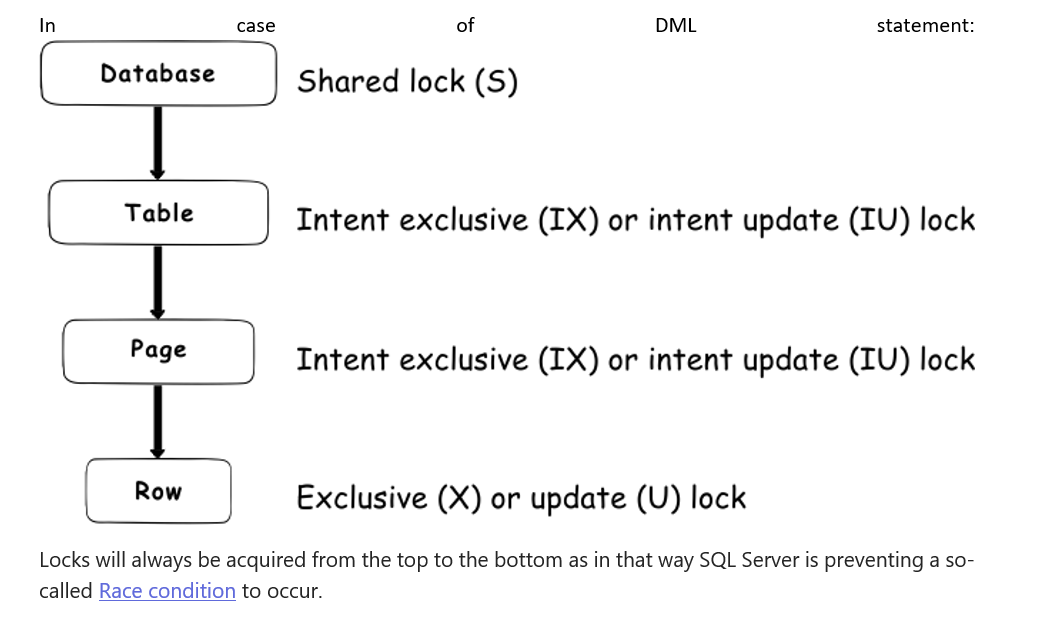 In case of DML statement:
Database
Shared lock (S)
Table
Intent exclusive (IX) or intent update (IU) lock
Page
Intent exclusive (IX) or intent update (IU) lock
Row
Exclusive (X) or update (U) lock
Locks will always be acquired from the top to the bottom as in that way SQL Server is preventing a so-
called Race condition to occur.